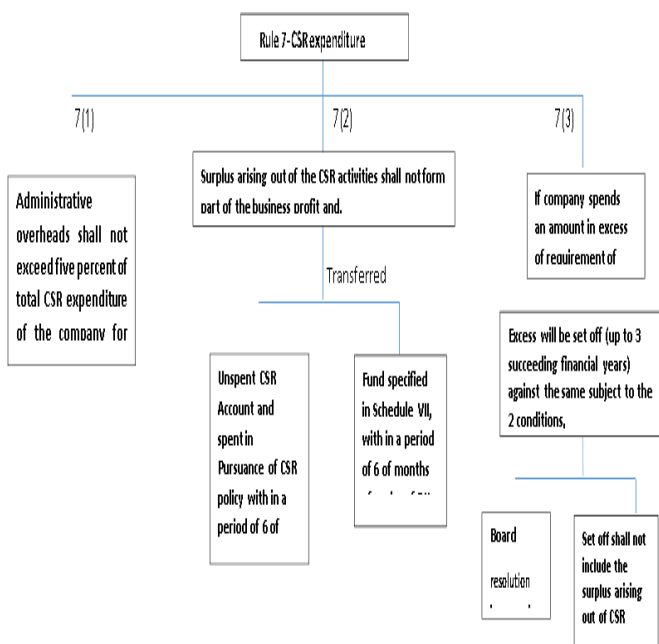 Rule 7-CSR expenditure
7(1)
7(2)
7(3)
Administrative
overheads shall not
exceed five percent of
total CSR expenditure
of the company for
Surplus arising out of the CSR activities shall not form
part of the business profit and.
If company spends
an amount in excess
of requirement of
Transferred
Unspent CSR
Account and
spent in
Pursuance of CSR
policy with in a
period of 6 of
Fund specified
in Schedule VII,
with in a period
of 6 of months
Excess will be set off (up to 3
succeeding financial years)
against the same subject to the
2 conditions,
Board
resolution
Set off shall not
include the
surplus arising
out of CSR